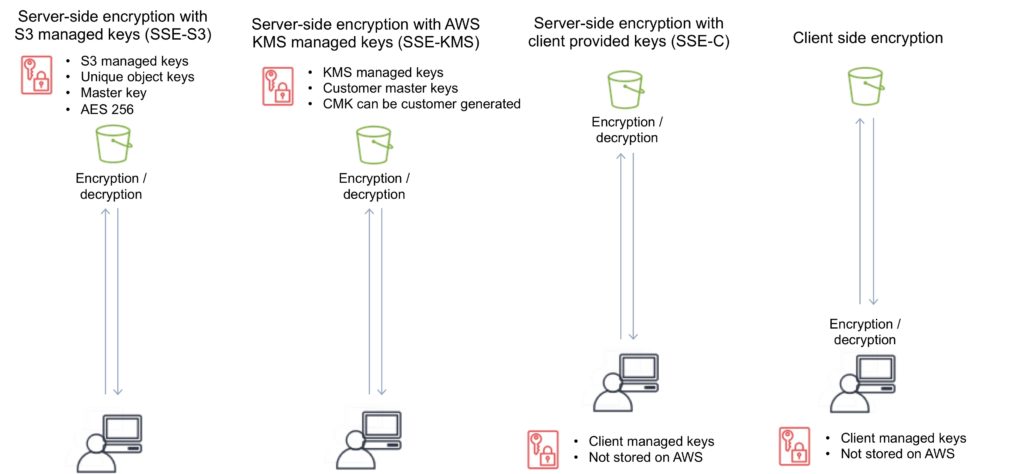 Server-side encryption with
S3 managed keys (SSE-S3)
• S3 managed keys
• Unique object keys
• Master key
• AES 256
Encryption /
decryption
Server-side encryption with AWS
KMS managed keys (SSE-KMS)
• KMS managed keys
• Customer master keys
• CMK can be customer generated
Encryption /
decryption
Server-side encryption with
client provided keys (SSE-C)
Encryption /
decryption
• Client managed keys
• Not stored on AWS
Client side encryption
Encryption /
decryption
• Client managed keys
• Not stored on AWS